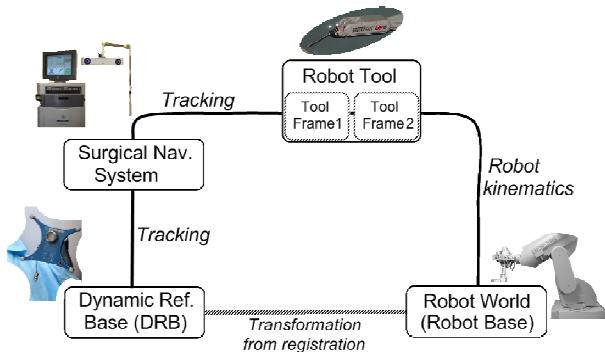 Robot Tool
Tool
Frame1
Tool
Frame2
Tracking
Surgical Nav.
System
Robot
kinematics
Tracking
Dynamic Ref.
Base (DRB)
Transformation
from registration
Robot World
(Robot Base)